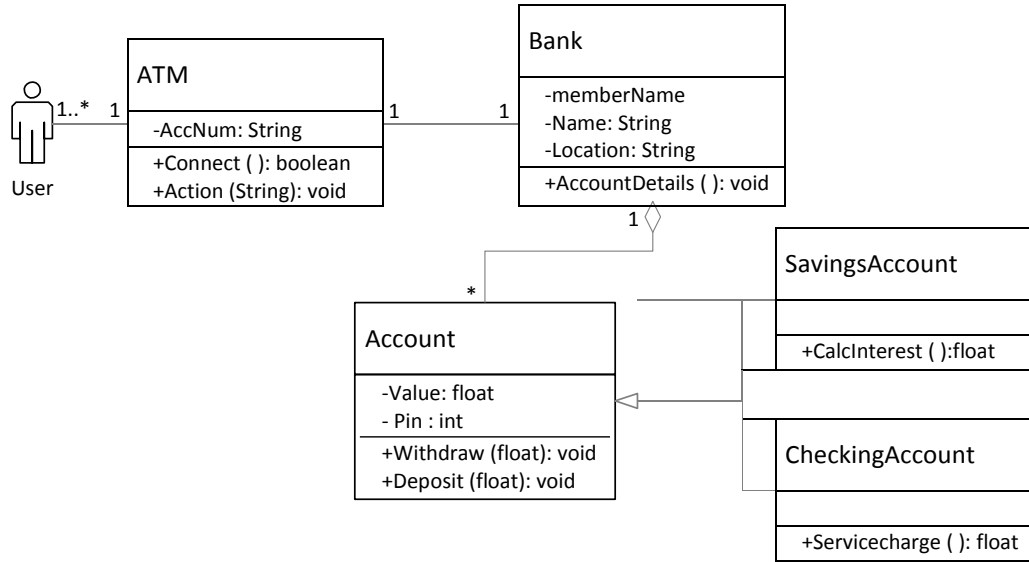 User
1..*
1
ATM
-AccNum: String
+Connect ( ): boolean
+Action (String): void
1
1
Bank
-memberName
-Name: String
-Location: String
+AccountDetails ( ): void
1
*
Account
-Value: float
- Pin : int
+Withdraw (float): void
+Deposit (float): void
SavingsAccount
+CalcInterest ( ):float
CheckingAccount
+Servicecharge ( ): float